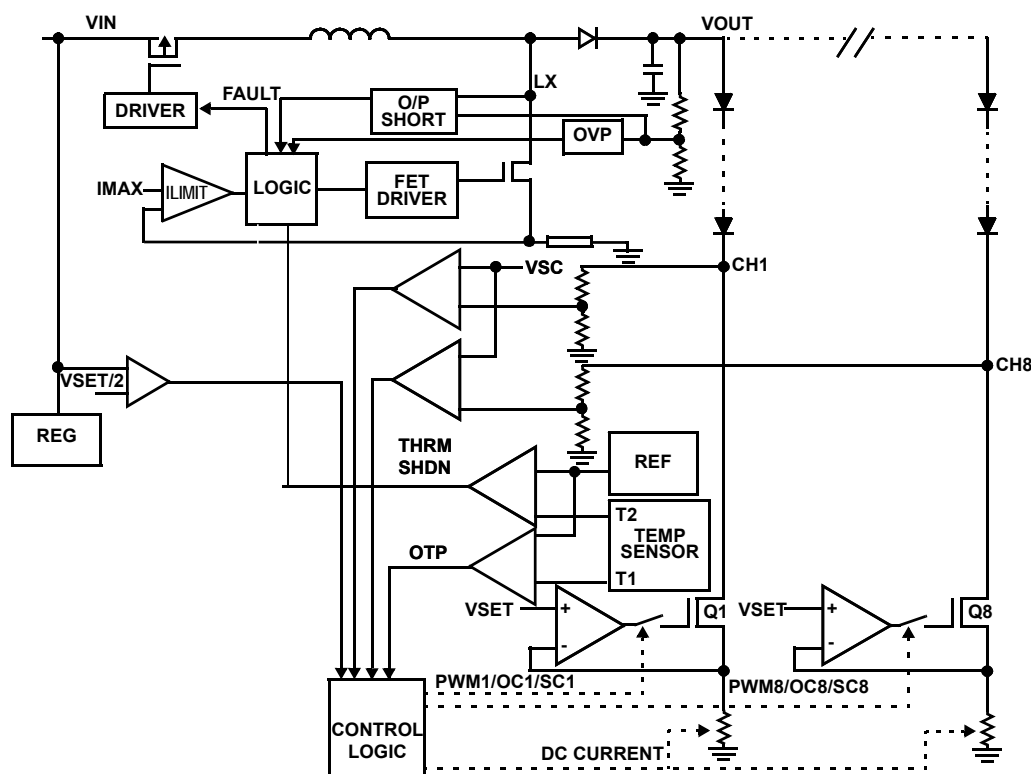 VIN
VOUT
LX
FAULT
DRIVER
O/P
SHORT
OVP
IMAX
ILIMIT
LOGIC
FET
DRIVER
VSC
CH1
CH8
VSET/2
REG
THRM
SHDN
REF
T2
TEMP
SENSOR
T1
OTP
VSET
+
-
Q1
VSET
+
-
Q8
PWM1/OC1/SC1
PWM8/OC8/SC8
CONTROL
LOGIC
DC CURRENT